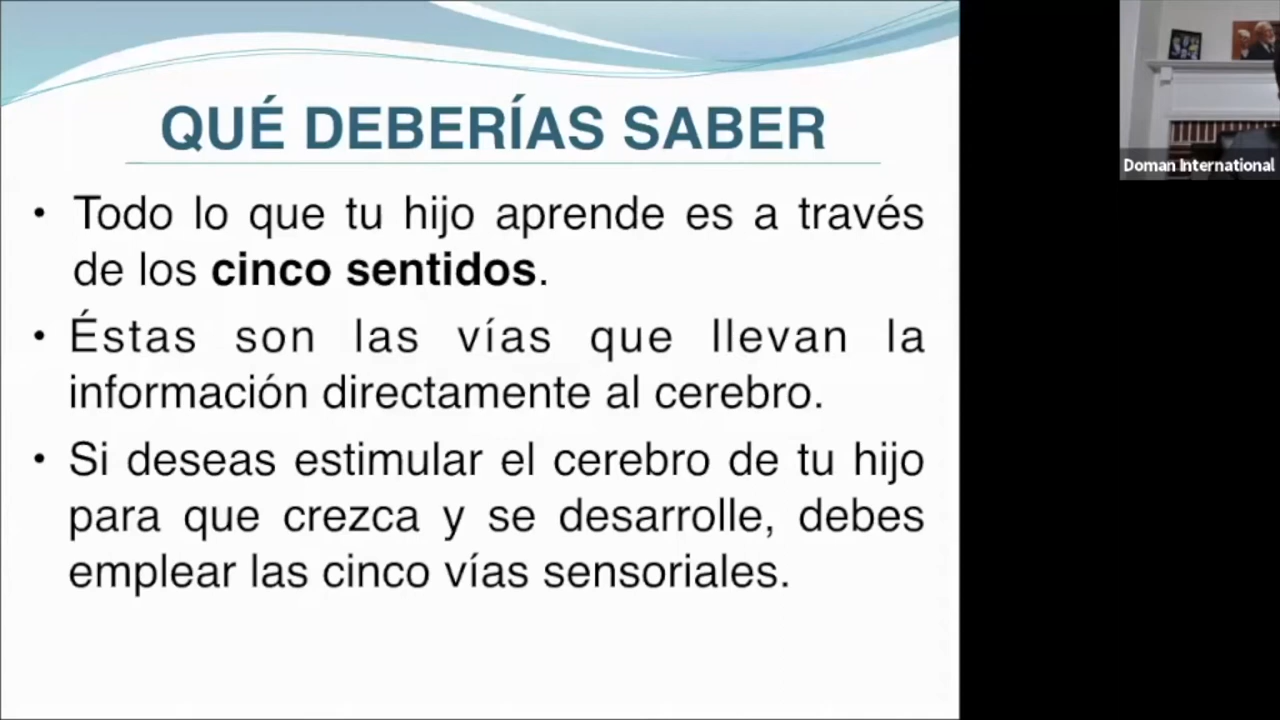 QUÉ DEBERÍAS SABER
• Todo lo que tu hijo aprende es a través
de los cinco sentidos.
• Éstas son las vías que llevan la
información directamente al cerebro.
• Si deseas estimular el cerebro de tu hijo
para que crezca y se desarrolle, debes
emplear las cinco vías sensoriales.
Doman International